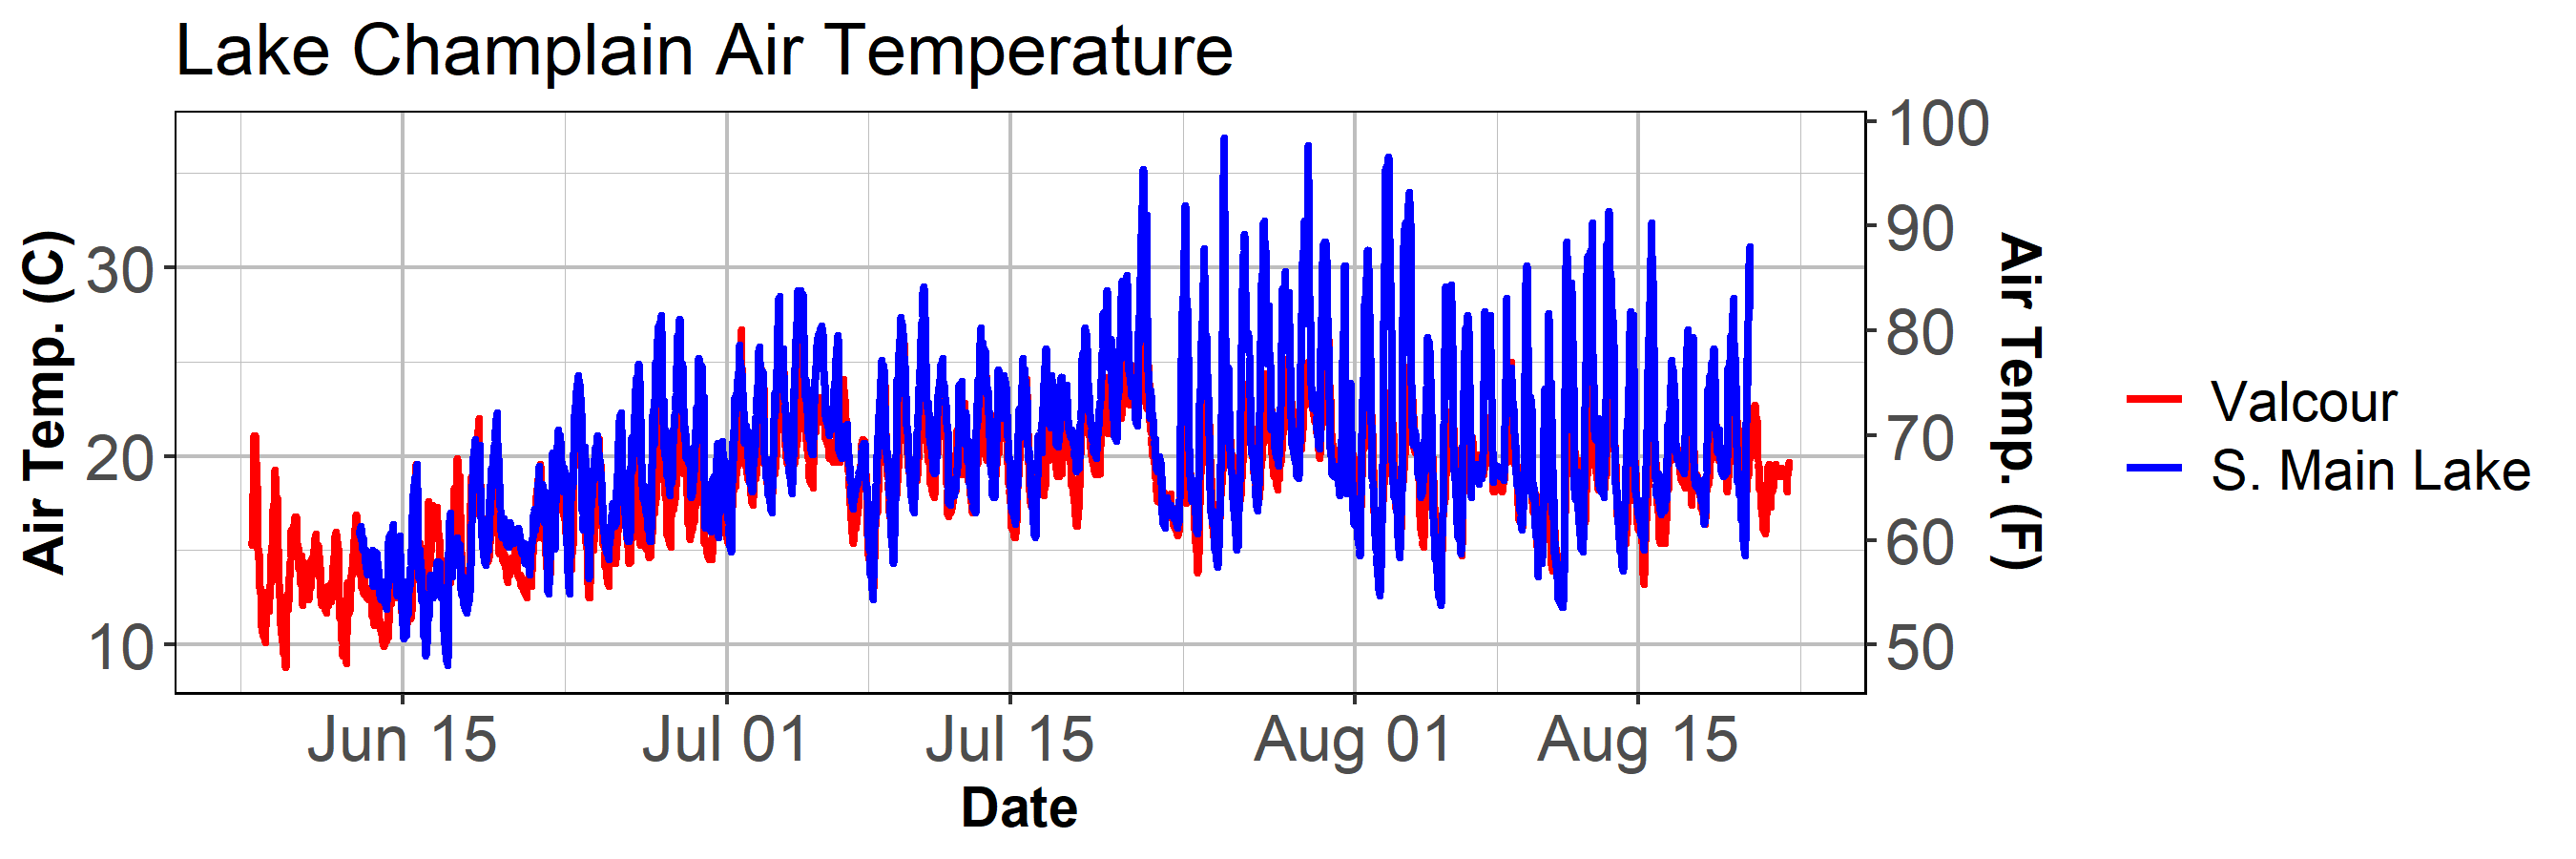 Lake Champlain Air Temperature
Air Temp. (C)
30
20
10
100
90
80
70
60
50
Air Temp. (F)
Jun 15
Jul 01
Jul 15
Aug 01
Aug 15
Date
Valcour
S. Main Lake